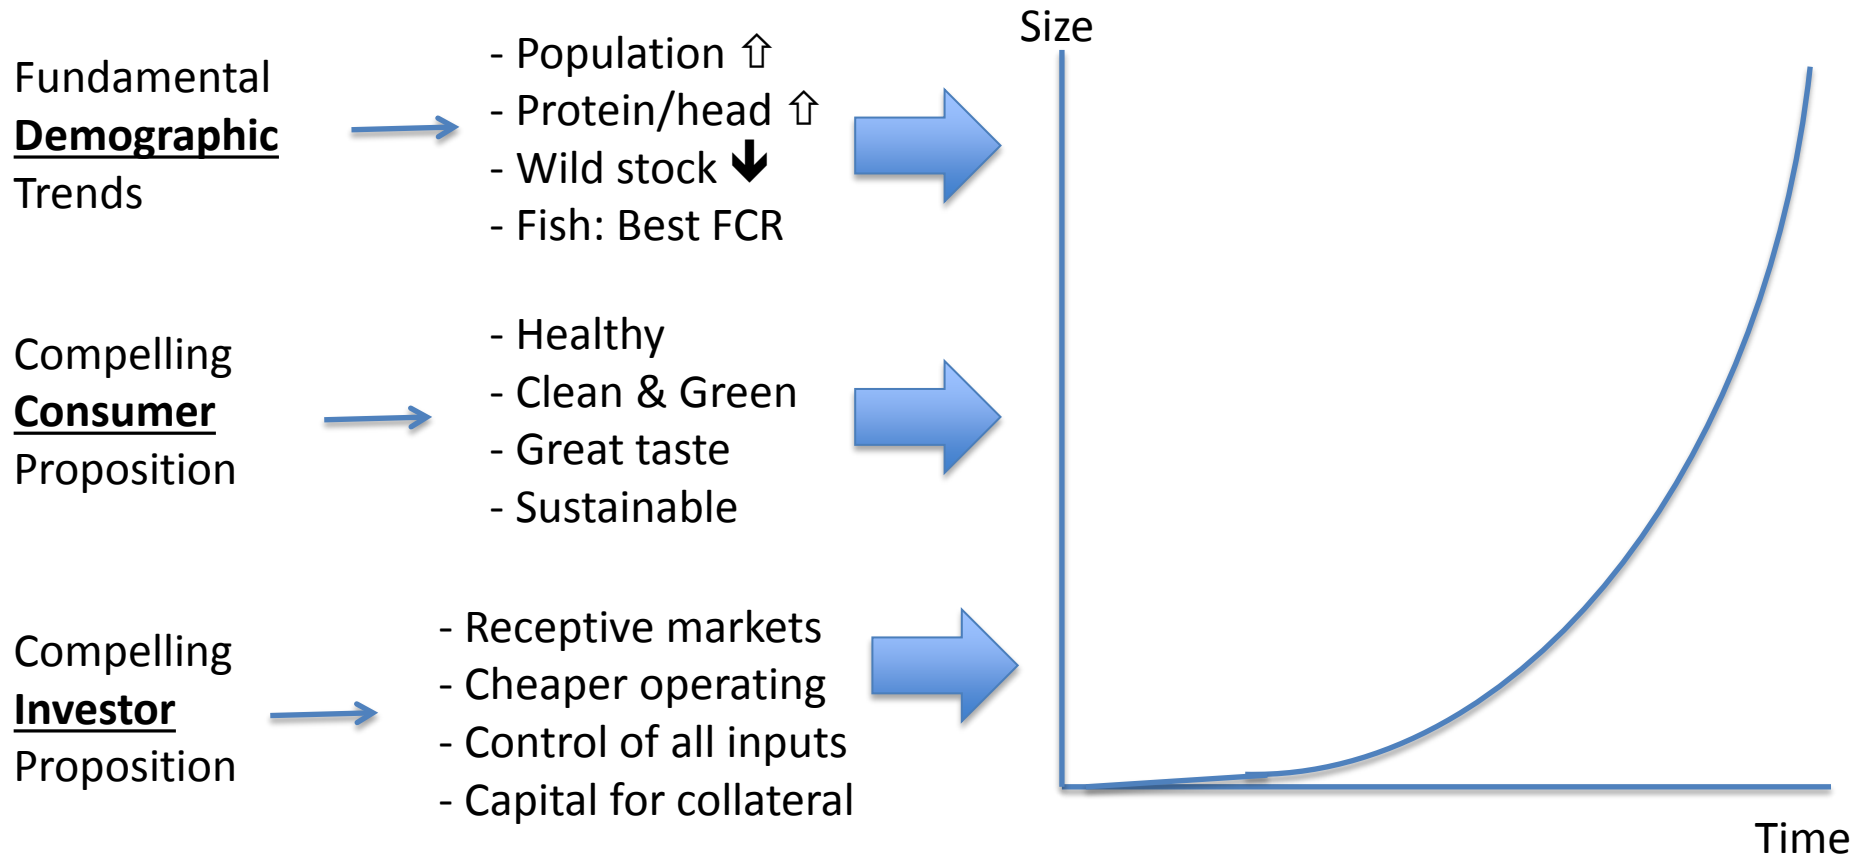 Fundamental
Demographic
Trends
- Population ⇧
- Protein/head ⇧
- Wild stock 🡻
- Fish: Best FCR
Compelling
Consumer
Proposition
- Healthy
- Clean & Green
- Great taste
- Sustainable
Compelling
Investor
Proposition
- Receptive markets
- Cheaper operating
- Control of all inputs
- Capital for collateral
Size
Time